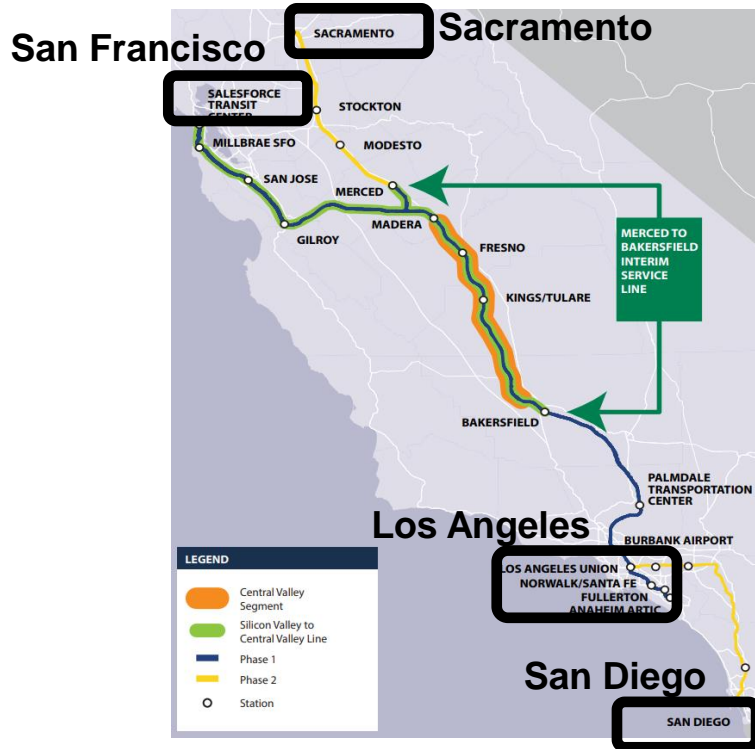 San Francisco
Sacramento
SACRAMENTO
SALESFORCE
TRANSIT
CENTER
STOCKTON
MILLBRAE SFO
MODESTO
SAN JOSE
MERCED
GILROY
MADERA
FRESNO
MERCED TO
BAKERSFIELD
INTERIM
SERVICE
LINE
KINGS/TULARE
BAKERSFIELD
PALMDALE
TRANSPORTATION
CENTER
Los Angeles
BURBANK AIRPORT
LOS ANGELES UNION
NORWALK/SANTA FE
FULLERTON
ANAHEIM ARTIC
San Diego
SAN DIEGO
LEGEND
Central Valley
Segment
Silicon Valley to
Central Valley Line
Phase 1
Phase 2
Station